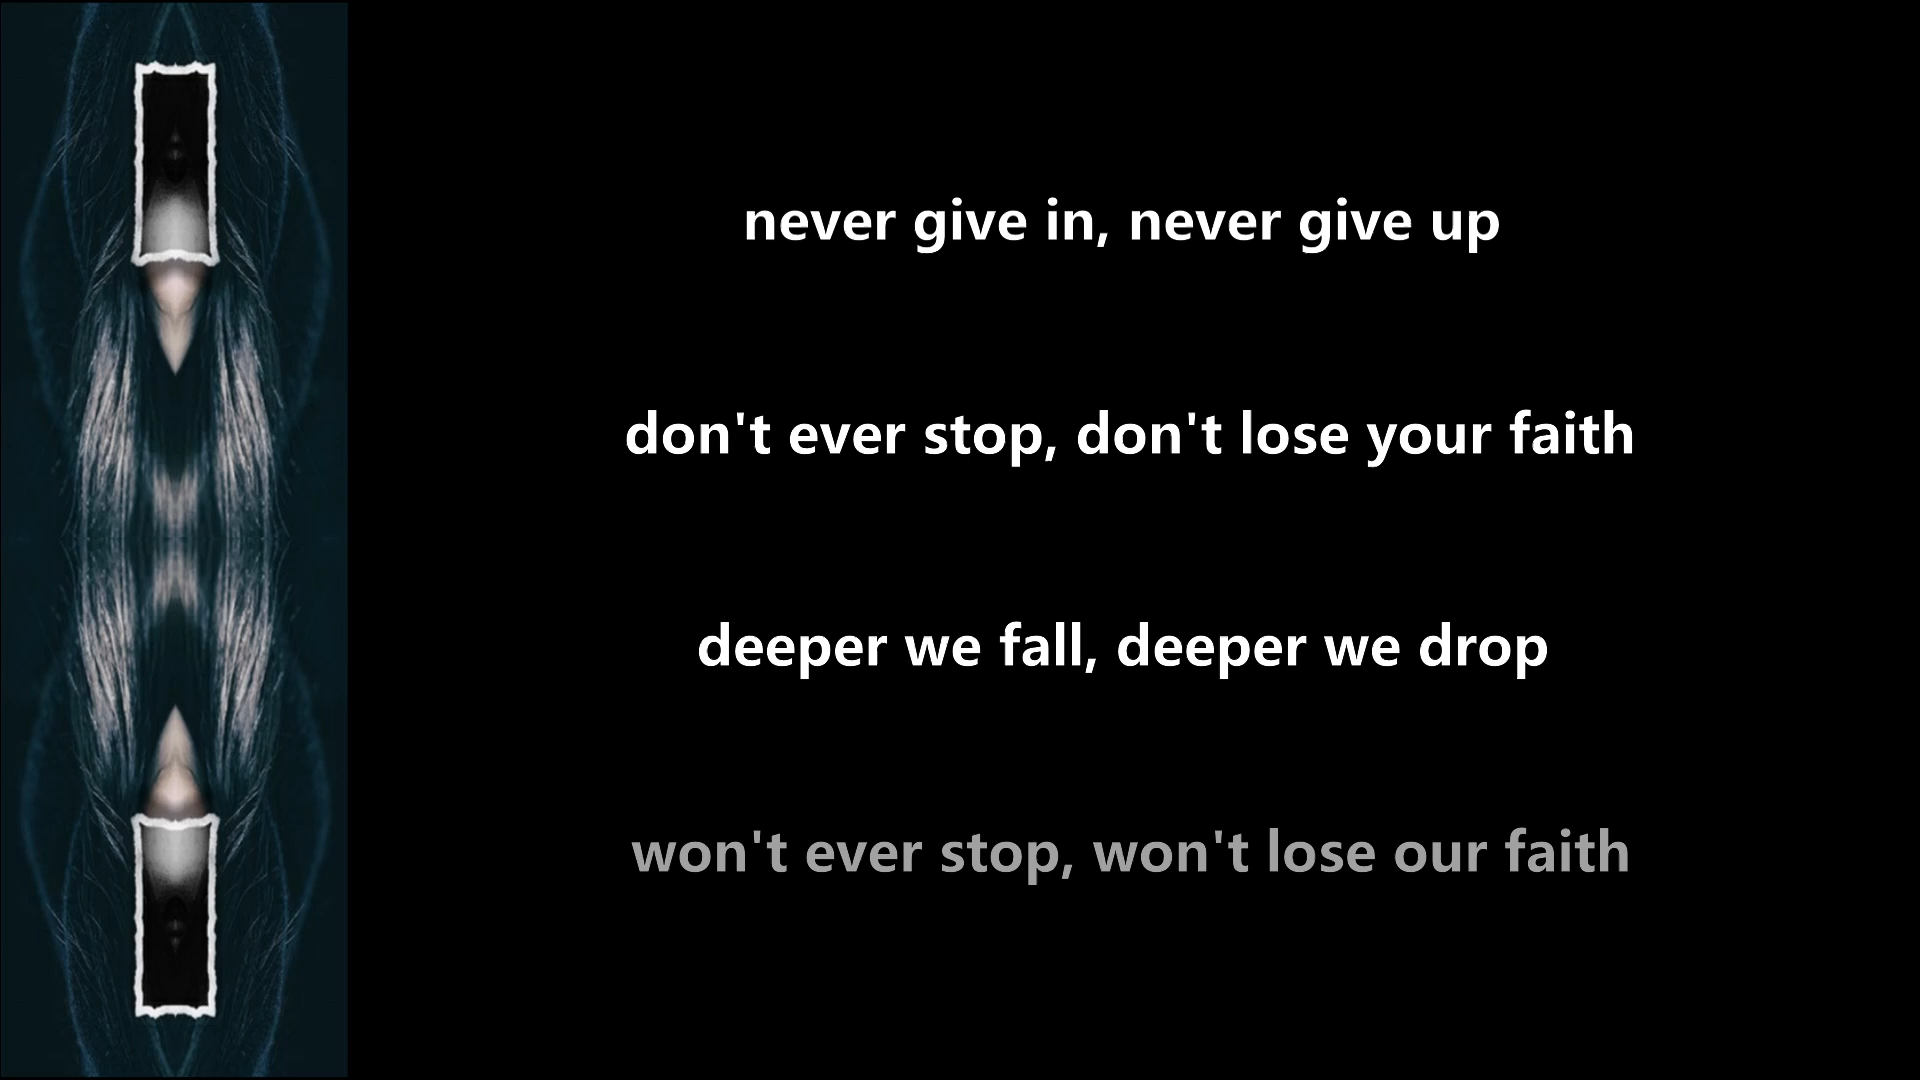 never give in, never give up
don't ever stop, don't lose your faith
deeper we fall, deeper we drop
won't ever stop, won't lose our faith